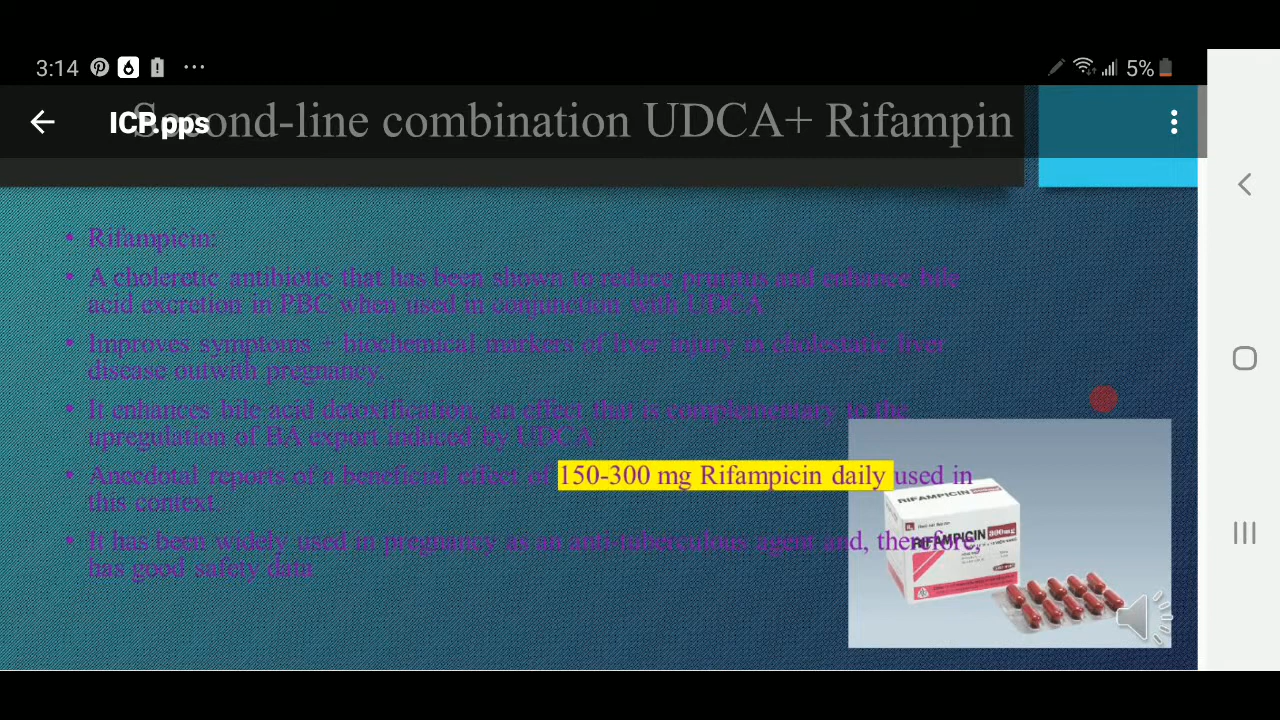 3:14
5%
Second-line combination UDCA+ Rifampin
ICP.pps
• Rifampicin:
• A choleretic antibiotic that has been shown to reduce pruritus and enhance bile
acid excretion in PBC when used in conjunction with UDCA
• Improves symptoms + biochemical markers of liver injury in cholestatic liver
disease outwith pregnancy.
• It enhances bile acid detoxification, an effect that is complementary to the
upregulation of BA export induced by UDCA
• Anecdotal reports of a beneficial effect of 150-300 mg Rifampicin daily used in
this context.
• It has been widely used in pregnancy as an anti-tuberculous agent and, therefore,
has good safety data
RIFAMPICIN
RIFAMPICIN 300mg